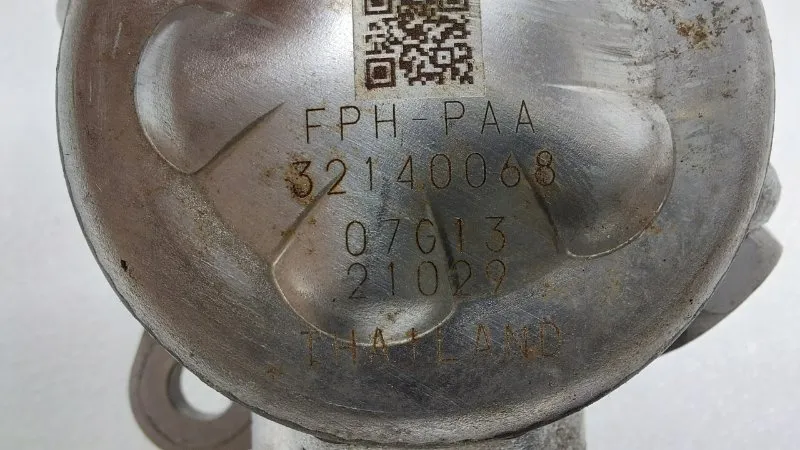 FPH-PAA
32140068
07G13
21029
THAILAND